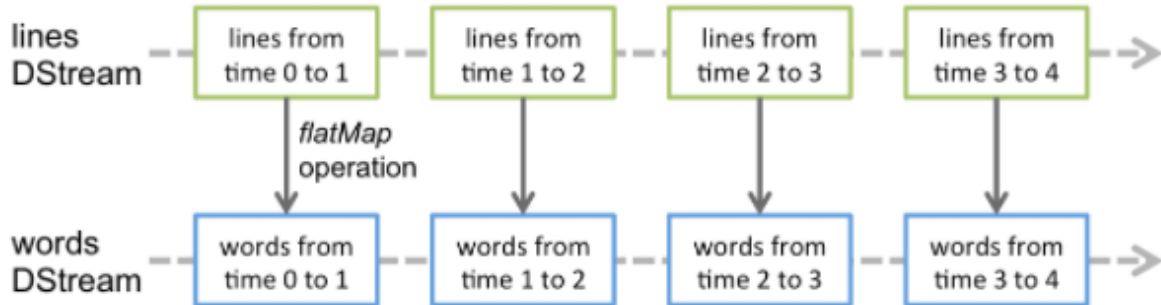 lines
DStream
lines from
time 0 to 1
lines from
time 1 to 2
lines from
time 2 to 3
lines from
time 3 to 4
flatMap
operation
words
DStream
words from
time 0 to 1
words from
time 1 to 2
words from
time 2 to 3
words from
time 3 to 4